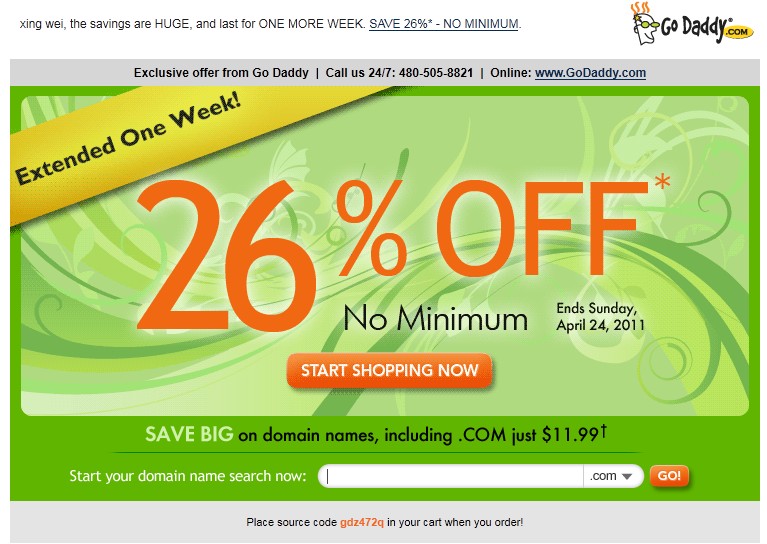 xing wei, the savings are HUGE, and last for ONE MORE WEEK. SAVE 26%* - NO MINIMUM.
Go Daddy®.COM
Exclusive offer from Go Daddy | Call us 24/7: 480-505-8821 | Online: www.GoDaddy.com
Extended One Week!
26% OFF*
No Minimum
Ends Sunday,
April 24, 2011
START SHOPPING NOW
SAVE BIG on domain names, including .COM just $11.99†
Start your domain name search now: .com GO!
Place source code gdz472q in your cart when you order!